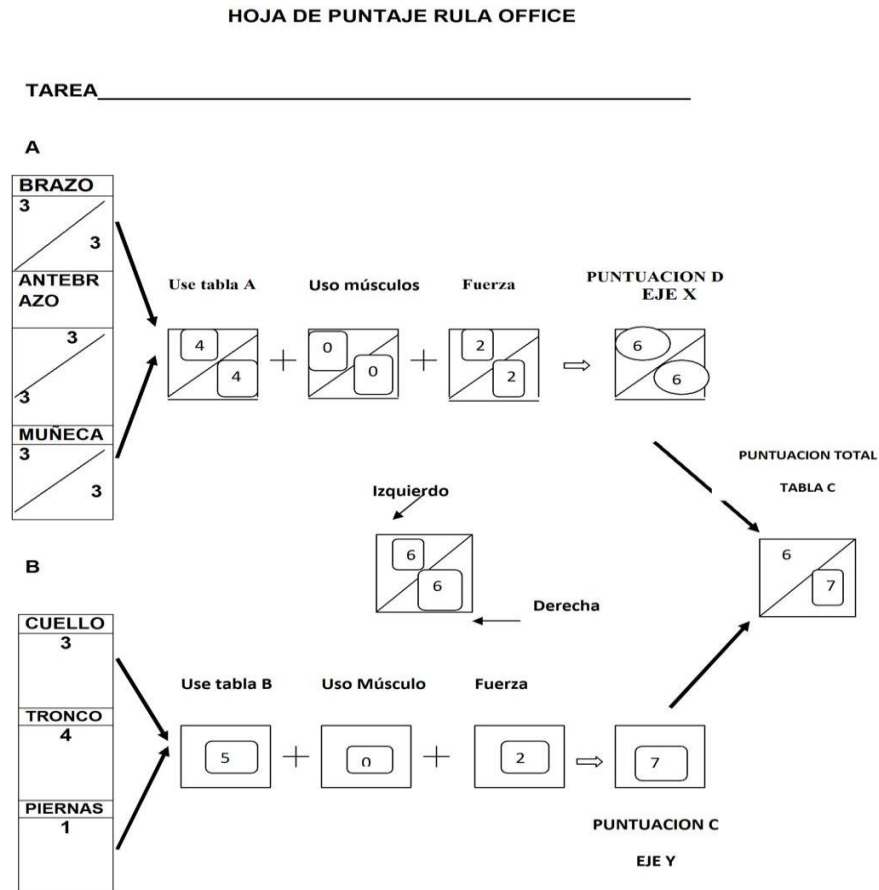 HOJA DE PUNTAJE RULA OFFICE
TAREA
A
BRAZO
3
3
ANTEBR
AZO
3
3
MUÑECA
3
3
Use tabla A
4
4
+
Uso músculos
0
0
+
Fuerza
2
2
PUNTUACION D
EJE X
6
6
PUNTUACION TOTAL
TABLA C
6
7
Izquierdo
6
6
Derecha
B
CUELLO
3
TRONCO
4
PIERNAS
1
Use tabla B
5
+
Uso Músculo
0
+
Fuerza
2
7
PUNTUACION C
EJE Y